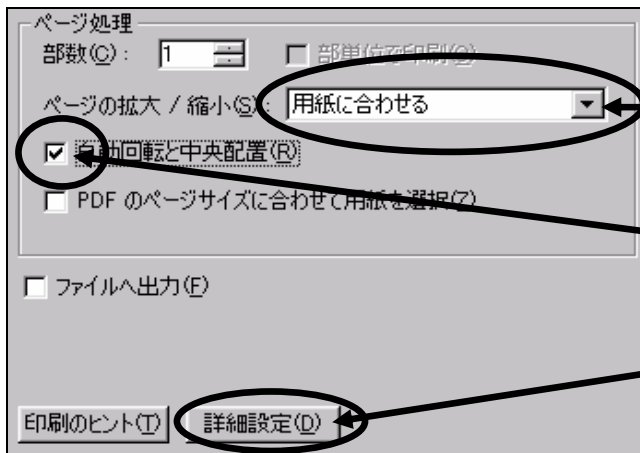 ページ処理
部数(C): 1 部単位で印刷(O)
ページの拡大 / 縮小(S): 用紙に合わせる
自動回転と中央配置(R)
PDF のページサイズに合わせて用紙を選択(Z)
ファイルへ出力(F)
印刷のヒント(T) 詳細設定(D)